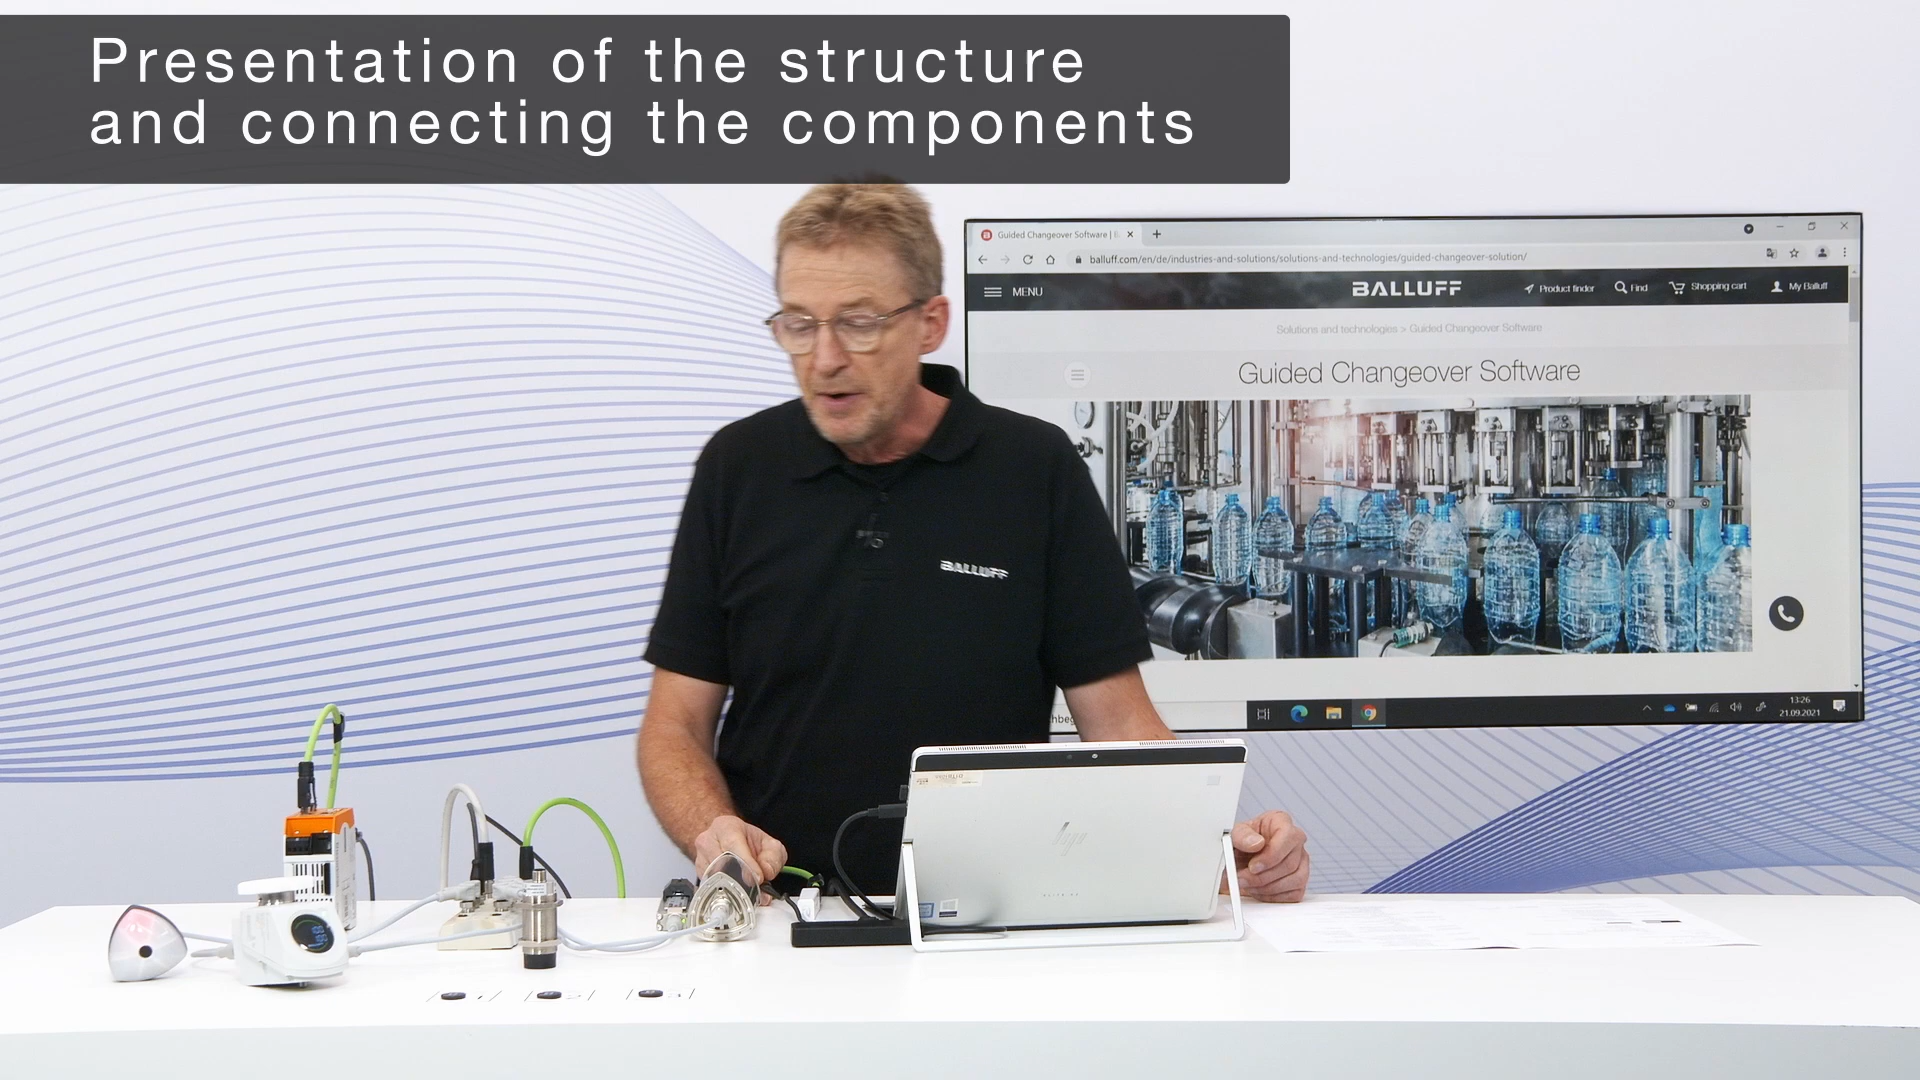 Presentation of the structure
and connecting the components
Guided Changeover Software |
balluff.com/en/de/industries-and-solutions/solutions-and-technologies/guided-changeover-solution/
MENU
BALLUFF
Product finder
Find
Shopping cart
My Balluff
Solutions and technologies > Guided Changeover Software
Guided Changeover Software
BALLUFF
13:26
21.09.2021
hp